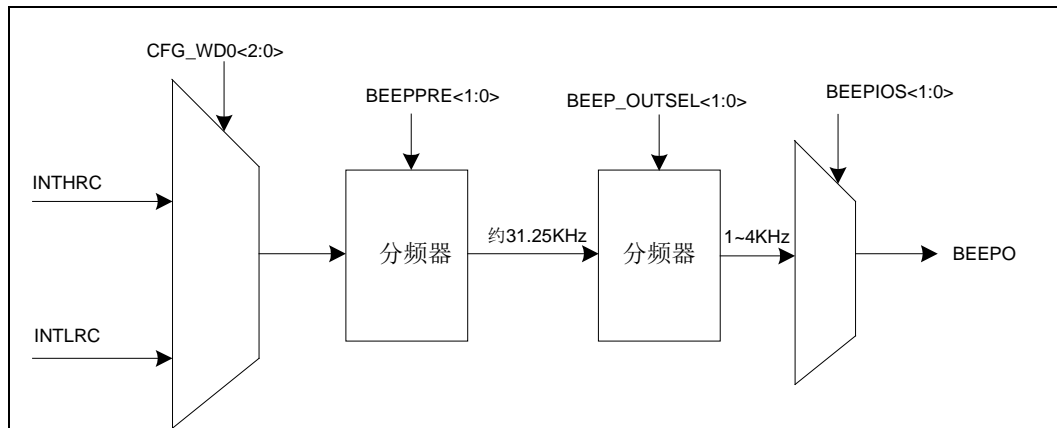 CFG_WD0<2:0>
BEEPPRE<1:0>
BEEP_OUTSEL<1:0>
BEEPIOS<1:0>
INTHRC
分频器
约31.25KHz
分频器
1~4KHz
BEEPO
INTLRC